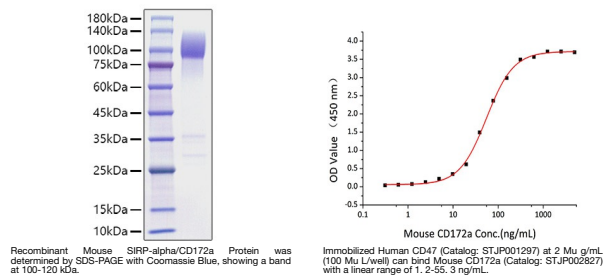 180kDa
140kDa
100kDa
75kDa
60kDa
45kDa
35kDa
25kDa
15kDa
10kDa
Recombinant Mouse SIRP-alpha/CD172a Protein was
determined by SDS-PAGE with Coomassie Blue, showing a band
at 100-120 kDa.
OD Value （450 nm）
4.0
3.5
3.0
2.5
2.0
1.5
1.0
0.5
0.0
-0.5
0.1
1
10
100
1000
Mouse CD172a Conc.(ng/mL)
Immobilized Human CD47 (Catalog: STJP001297) at 2 Mu g/mL
(100 Mu L/well) can bind Mouse CD172a (Catalog: STJP002827)
with a linear range of 1. 2-55. 3 ng/mL.